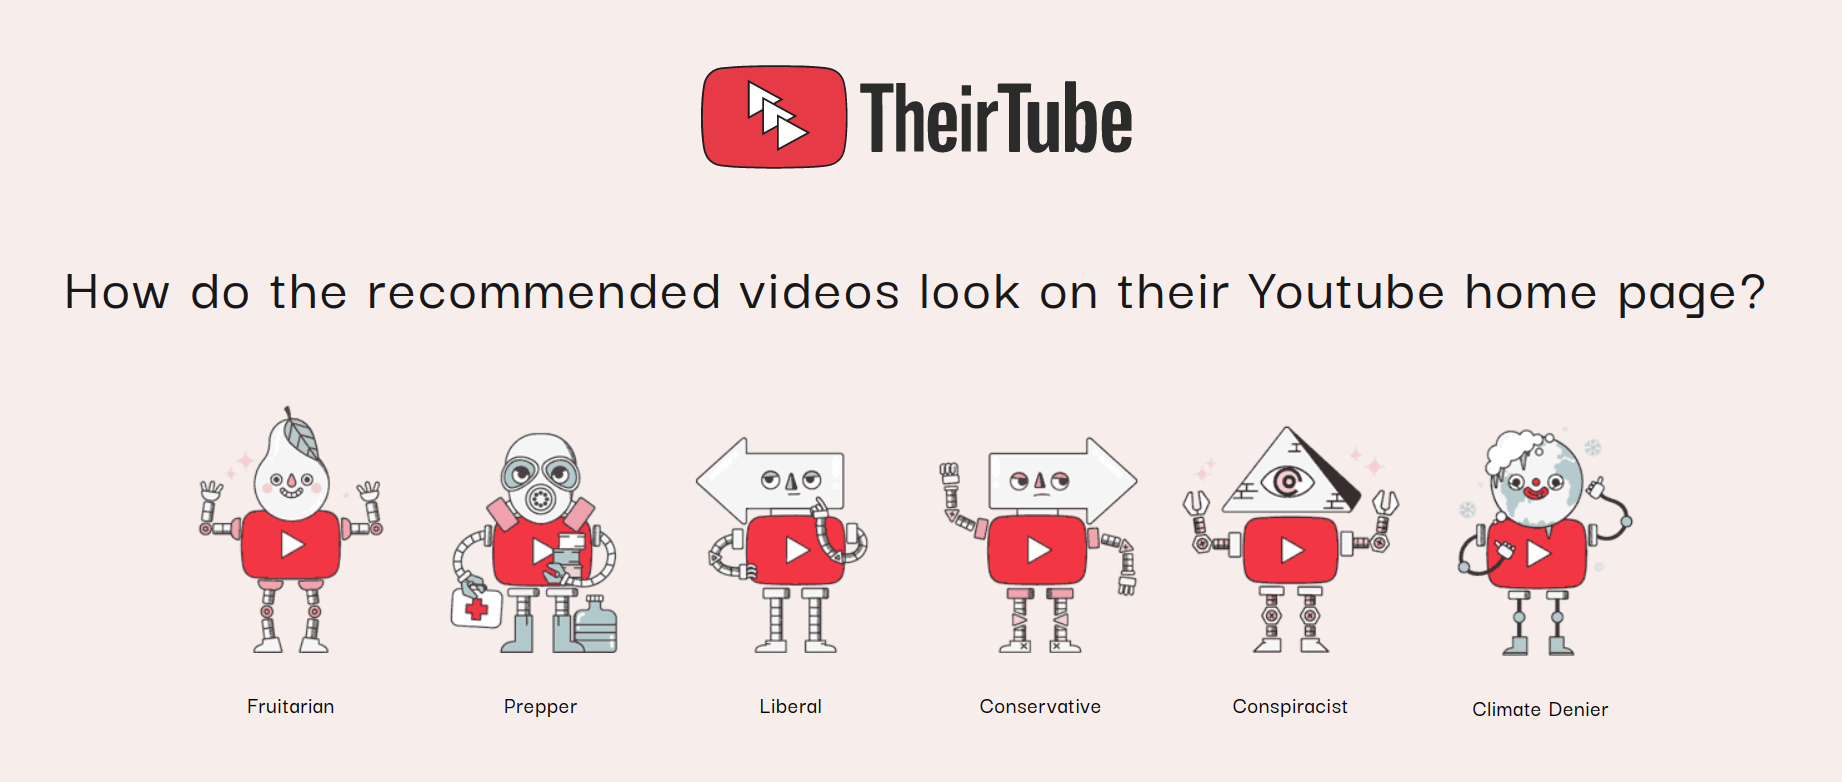 TheirTube
How do the recommended videos look on their Youtube home page?
Fruitarian
Prepper
Liberal
Conservative
Conspiracist
Climate Denier